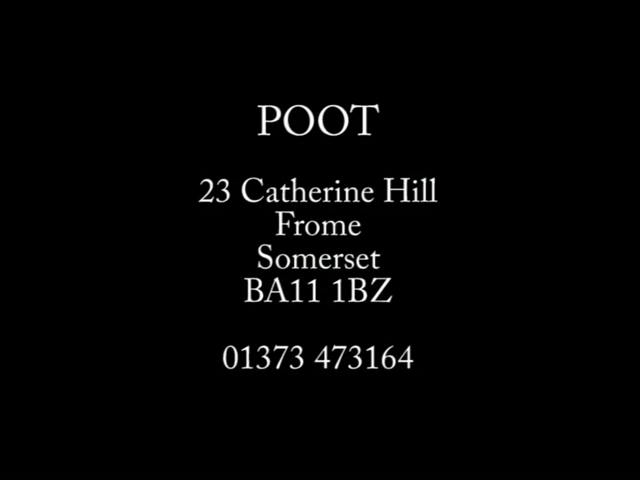 POOT
23 Catherine Hill
Frome
Somerset
BA11 1BZ
01373 473164